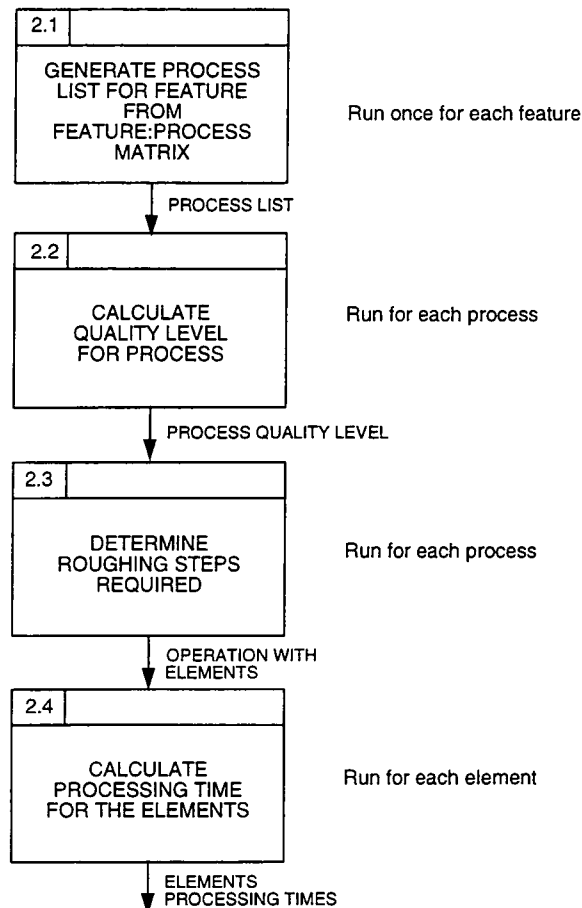 2.1
GENERATE PROCESS
LIST FOR FEATURE
FROM
FEATURE:PROCESS
MATRIX
Run once for each feature
PROCESS LIST
2.2
CALCULATE
QUALITY LEVEL
FOR PROCESS
Run for each process
PROCESS QUALITY LEVEL
2.3
DETERMINE
ROUGHING STEPS
REQUIRED
Run for each process
OPERATION WITH
ELEMENTS
2.4
CALCULATE
PROCESSING TIME
FOR THE ELEMENTS
Run for each element
ELEMENTS
PROCESSING TIMES